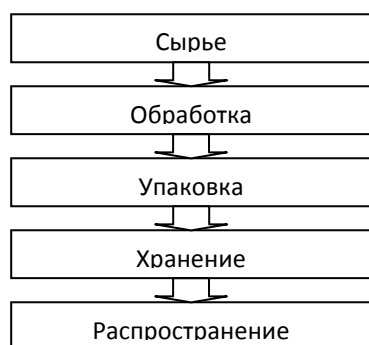 Сырье
Обработка
Упаковка
Хранение
Распространение